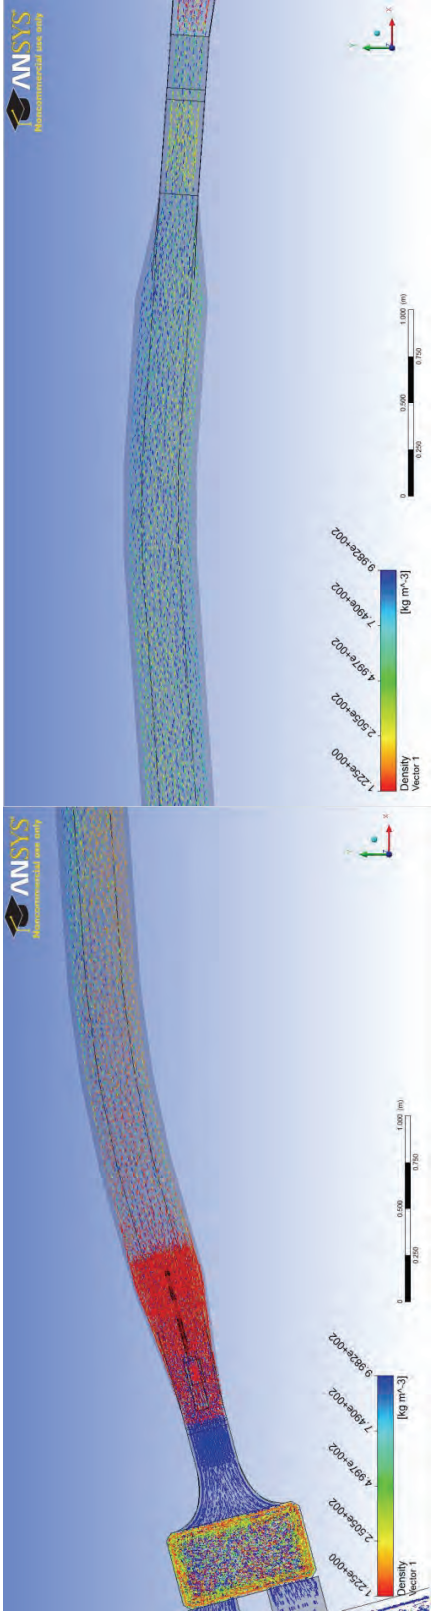 ANSYS
Noncommercial use only
9.982e+002
7.490e+002
4.997e+002
2.505e+002
1.225e+000
[kg m^-3]
Density
Vector 1
0
0.250
0.500
0.750
1.000 (m)
Y
X
ANSYS
Noncommercial use only
9.982e+002
7.490e+002
4.997e+002
2.505e+002
1.225e+000
[kg m^-3]
Density
Vector 1
0
0.250
0.500
0.750
1.000 (m)
Y
X